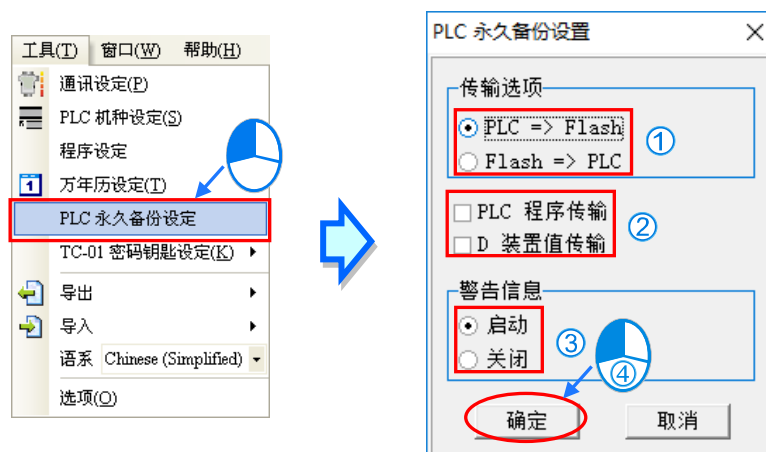 工具(T) 窗口(W) 帮助(H)
通讯设定(P)
PLC 机种设定(S)
程序设定
1 万年历设定(T)
PLC 永久备份设定
TC-01 密码钥匙设定(K)
导出
导入
语系 Chinese (Simplified)
选项(O)
PLC 永久备份设置
传输选项
PLC => Flash
Flash => PLC
①
PLC 程序传输
D 装置值传输
②
警告信息
启动
关闭
③
④
确定 取消